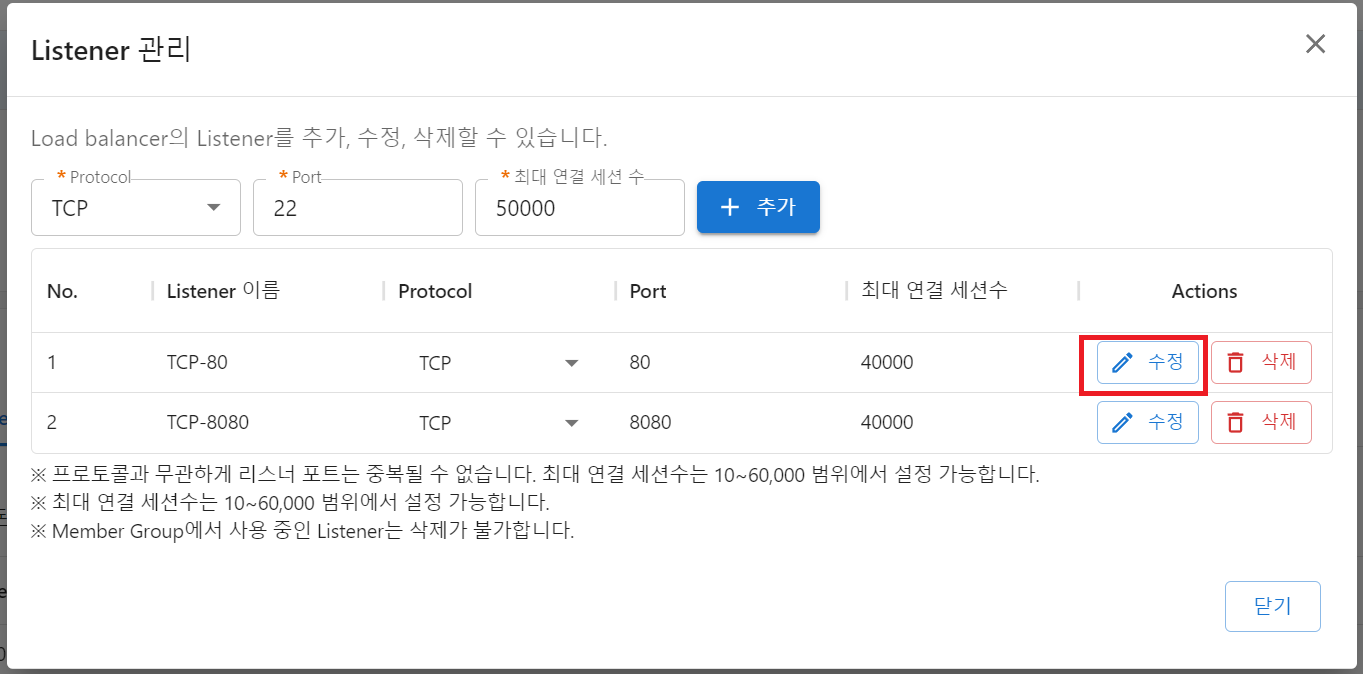 Listener 관리
Load balancer의 Listener를 추가, 수정, 삭제할 수 있습니다.
* Protocol * Port * 최대 연결 세션 수
TCP 22 50000 + 추가
No. Listener 이름 Protocol Port 최대 연결 세션수 Actions
1 TCP-80 TCP 80 40000 수정 삭제
2 TCP-8080 TCP 8080 40000 수정 삭제
※ 프로토콜과 무관하게 리스너 포트는 중복될 수 없습니다. 최대 연결 세션수는 10~60,000 범위에서 설정 가능합니다.
※ 최대 연결 세션수는 10~60,000 범위에서 설정 가능합니다.
※ Member Group에서 사용 중인 Listener는 삭제가 불가합니다.
닫기